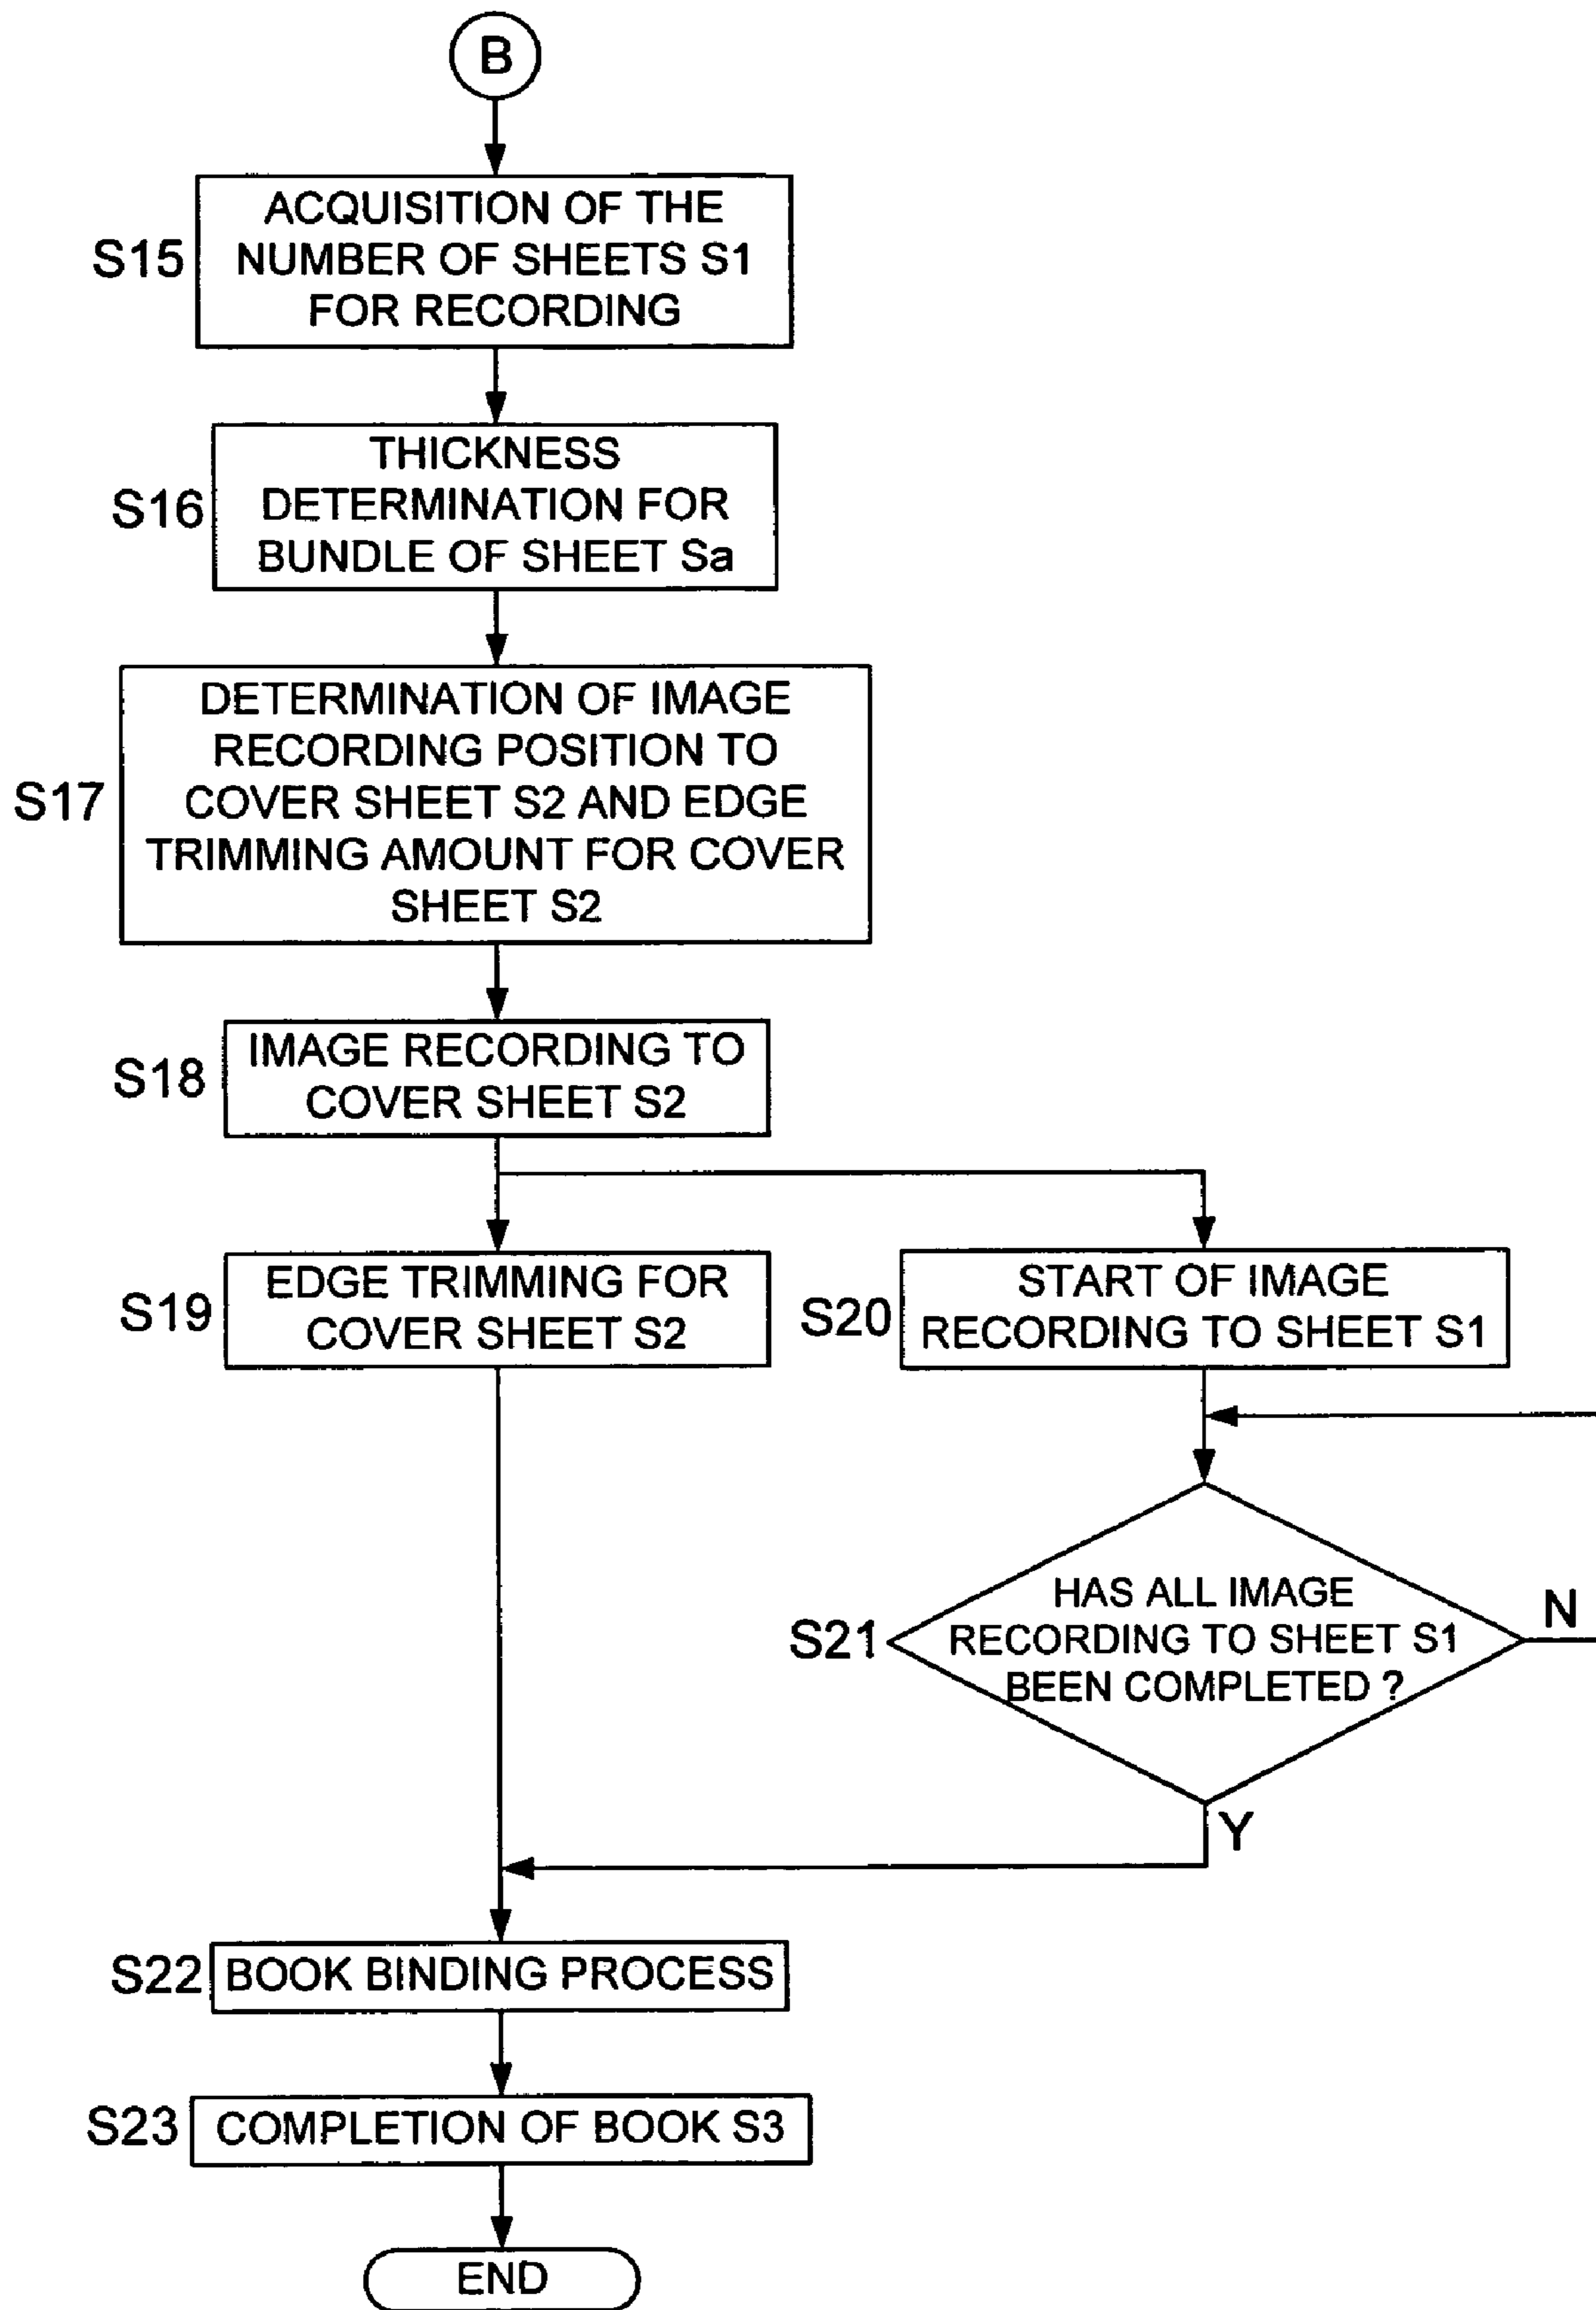 B
S15
ACQUISITION OF THE
NUMBER OF SHEETS S1
FOR RECORDING
S16
THICKNESS
DETERMINATION FOR
BUNDLE OF SHEET Sa
S17
DETERMINATION OF IMAGE
RECORDING POSITION TO
COVER SHEET S2 AND EDGE
TRIMMING AMOUNT FOR COVER
SHEET S2
S18
IMAGE RECORDING TO
COVER SHEET S2
S19
EDGE TRIMMING FOR
COVER SHEET S2
S20
START OF IMAGE
RECORDING TO SHEET S1
S21
HAS ALL IMAGE
RECORDING TO SHEET S1
BEEN COMPLETED ?
N
Y
S22
BOOK BINDING PROCESS
S23
COMPLETION OF BOOK S3
END